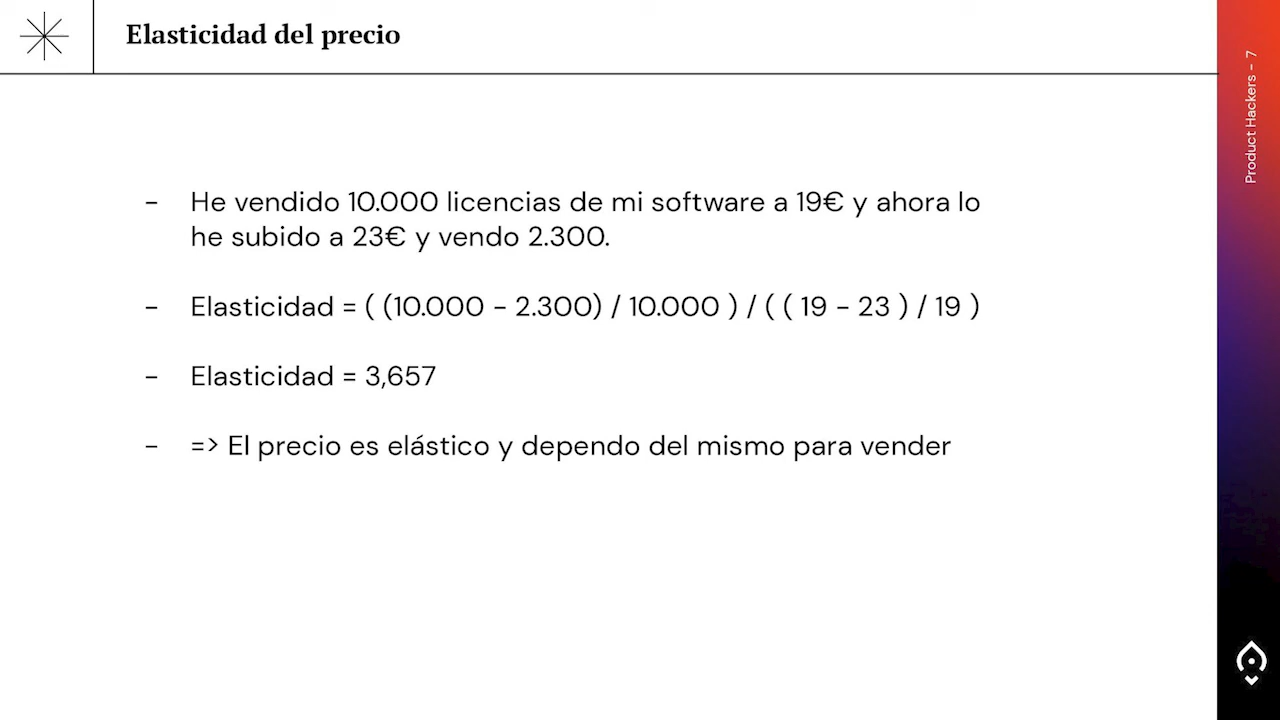 Elasticidad del precio
Product Hackers - 7
- He vendido 10.000 licencias de mi software a 19€ y ahora lo
he subido a 23€ y vendo 2.300.
- Elasticidad = ( (10.000 - 2.300) / 10.000 ) / ( ( 19 - 23 ) / 19 )
- Elasticidad = 3,657
- => El precio es elástico y dependo del mismo para vender